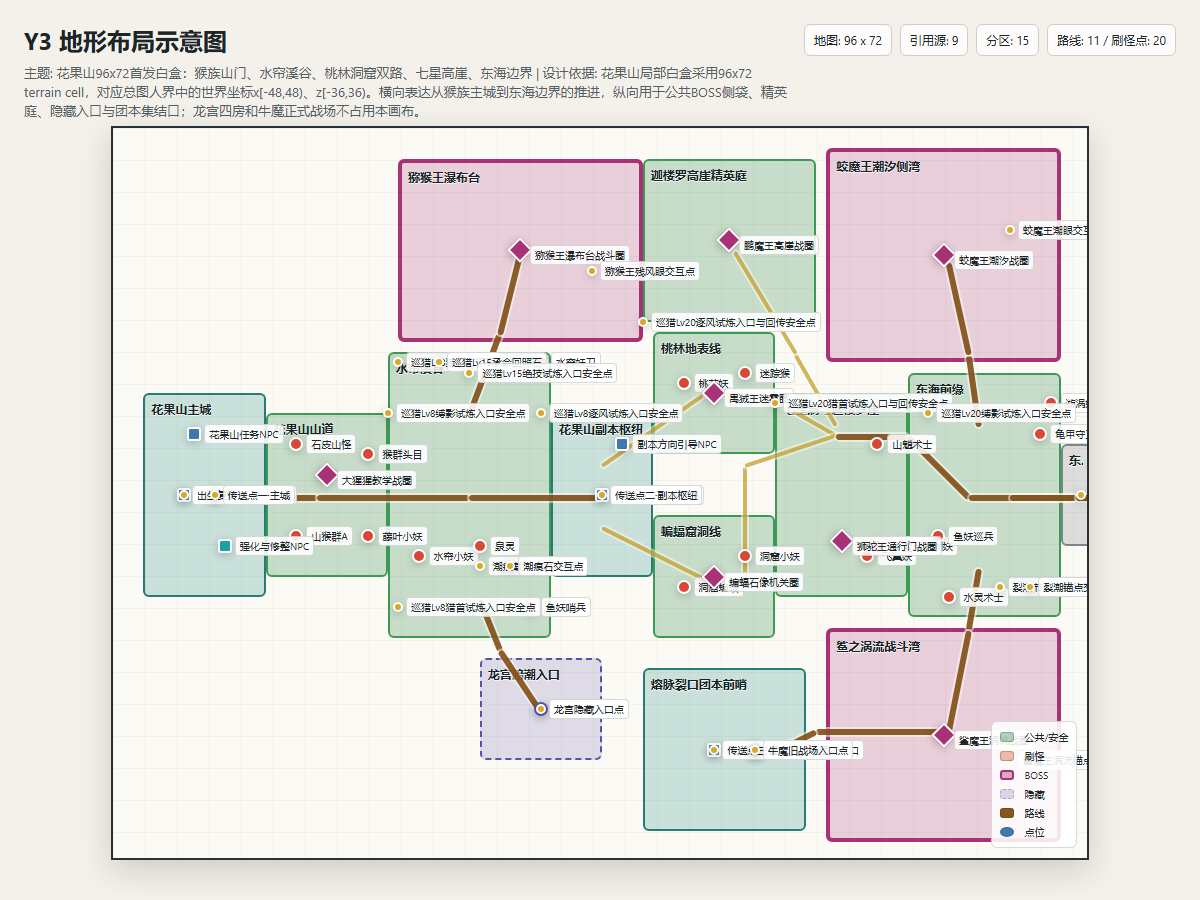 Y3 地形布局示意图
地图: 96 x 72
引用源: 9
分区: 15
路线: 11 / 刷怪点: 20
主题: 花果山96x72首发白盒：猴族山门、水帘溪谷、桃林洞窟双路、七星高崖、东海边界 | 设计依据: 花果山局部白盒采用96x72
terrain cell，对应总图人界中的世界坐标x[-48,48)、z[-36,36)。横向表达从猴族主城到东海边界的推进，纵向用于公共BOSS侧袋、精英
庭、隐藏入口与团本集结口；龙宫四房和牛魔正式战场不占用本画布。
猕猴王瀑布台
迦楼罗高崖精英庭
蛟魔王潮汐侧湾
蛟魔王潮眼交互
鹏魔王高崖战圈
猕猴王瀑布台战斗圈
蛟魔王潮汐战圈
猕猴王残风眼交互点
巡猎Lv20逐风试炼入口与回传安全点
桃林地表线
巡猎Lv15绝技试炼入口安全点
迷踪猴
东海前缘
花果山主城
巡猎Lv8缚影试炼入口安全点
巡猎Lv8逐风试炼入口安全点
巡猎Lv20猎首试炼入口与回传安全点
巡猎Lv20缚影试炼入口安全点
花果山任务NPC
花果山山道
花果山副本枢纽
石皮山怪
猴群头目
副本方向引导NPC
山魈术士
大猩猩教学战圈
传送点一·主城
传送点二·副本枢纽
东.
强化与修整NPC
山猴群A
藤叶小妖
水帘小妖
泉灵
潮痕石交互点
蝙蝠窟洞线
洞窟小妖
蝙蝠石像机关圈
狮驼王通行门战圈
鱼妖巡兵
水灵术士
巡猎Lv8猎首试炼入口安全点
鱼妖哨兵
鲨之涡流战斗湾
龙宫暗潮入口
龙宫隐藏入口点
熔脉裂口团本前哨
牛魔旧战场入口点
公共/安全
刷怪
BOSS
隐藏
路线
点位